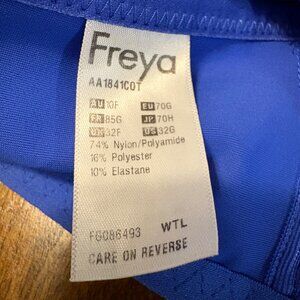 Freya
AA1841COT
AU 10F EU 70G
FR 85G JP 70H
UK 32F US 32G
74% Nylon/Polyamide
16% Polyester
10% Elastane
FG086493 WTL
CARE ON REVERSE